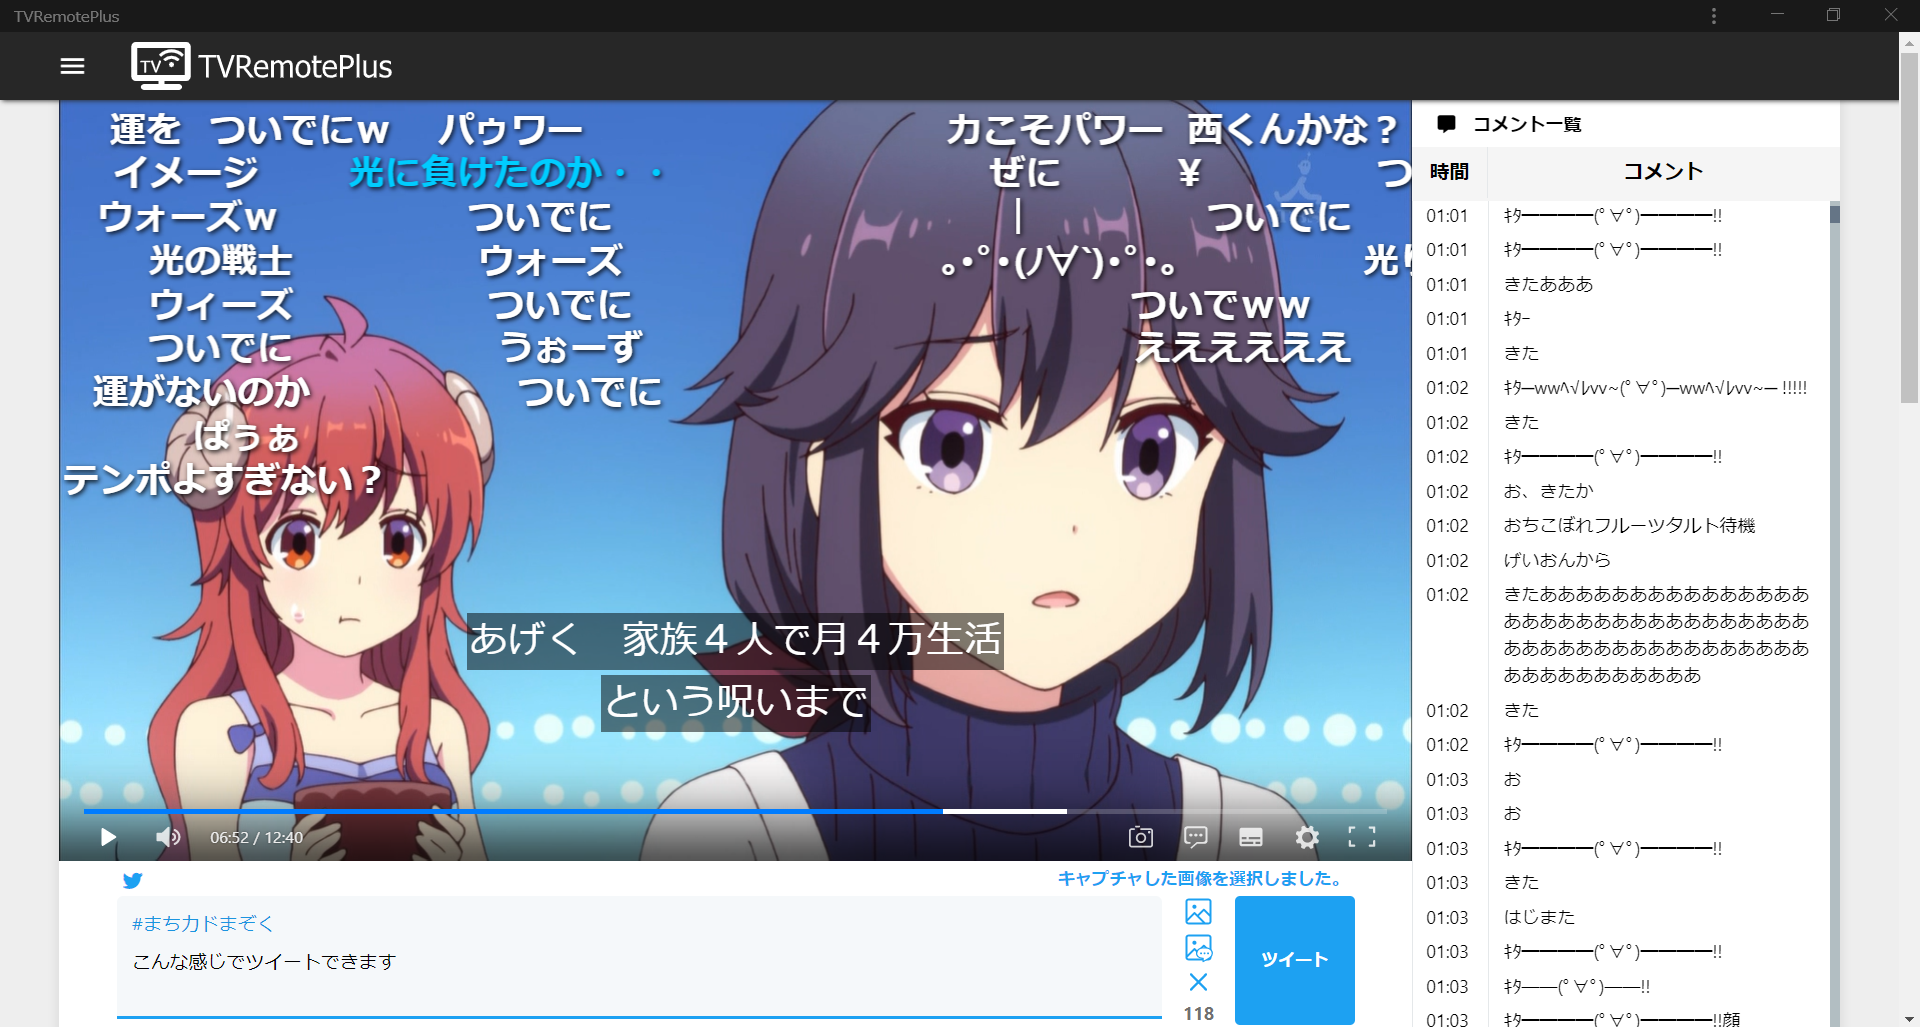 TVRemotePlus
TV TVRemotePlus
運を ついでにw パゥワー 力こそパワー 西くんかな？
イメージ 光に負けたのか・・ ぜに ¥ つ
ウォーズw ついでに | ついでに
光の戦士 ウォーズ ｡･ﾟ･(ﾉ∀`)･ﾟ･｡ 光り
ウィーズ ついでに ついでww
ついでに うぉーず ええええええ
運がないのか ついでに
ぱぅぁ
テンポよすぎない？
あげく　家族４人で月４万生活
という呪いまで
06:52 / 12:40
キャプチャした画像を選択しました。
#まちカドまぞく
こんな感じでツイートできます
ツイート
118
コメント一覧
時間 コメント
01:01 ｷﾀ━━━━(ﾟ∀ﾟ)━━━━!!
01:01 ｷﾀ━━━━(ﾟ∀ﾟ)━━━━!!
01:01 きたあああ
01:01 ｷﾀｰ
01:01 きた
01:02 ｷﾀ─wwﾍ√ﾚvv~(ﾟ∀ﾟ)─wwﾍ√ﾚvv~─ !!!!!
01:02 きた
01:02 ｷﾀ━━━━(ﾟ∀ﾟ)━━━━!!
01:02 お、きたか
01:02 おちこぼれフルーツタルト待機
01:02 げいおんから
01:02 きたあああああああああああああああ
あああああああああああああああああ
あああああああああああああああああ
あああああああああああ
01:02 きた
01:02 ｷﾀ━━━━(ﾟ∀ﾟ)━━━━!!
01:03 お
01:03 お
01:03 ｷﾀ━━━━(ﾟ∀ﾟ)━━━━!!
01:03 きた
01:03 はじまた
01:03 ｷﾀ━━━━(ﾟ∀ﾟ)━━━━!!
01:03 ｷﾀ――(ﾟ∀ﾟ)――!!
01:03 ｷﾀ━━━━(ﾟ∀ﾟ)━━━━!!顔